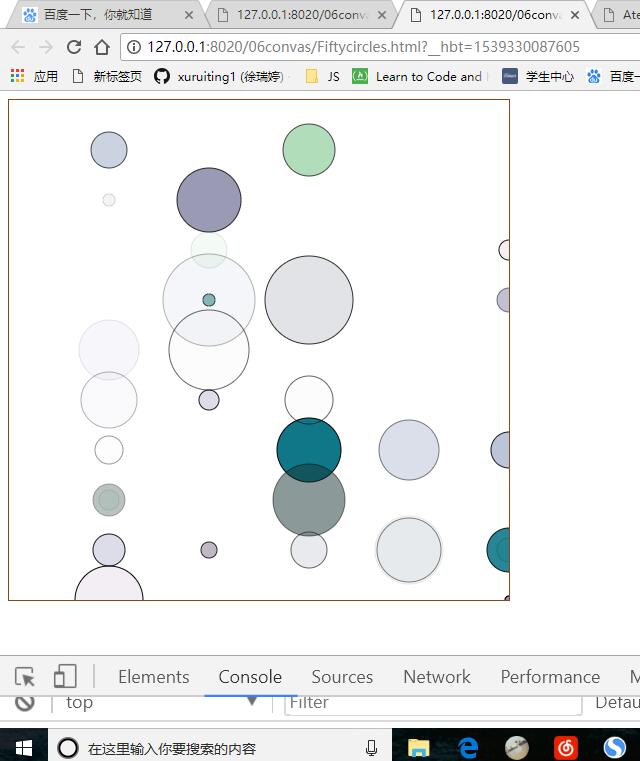 百度一下，你就知道
127.0.0.1:8020/06conva
127.0.0.1:8020/06conva
Ate
127.0.0.1:8020/06convas/Fiftycircles.html?__hbt=1539330087605
应用 新标签页 xuruiting1 (徐瑞婷) JS Learn to Code and 学生中心 百度一
Elements Console Sources Network Performance M
top Filter Defau
在这里输入你要搜索的内容